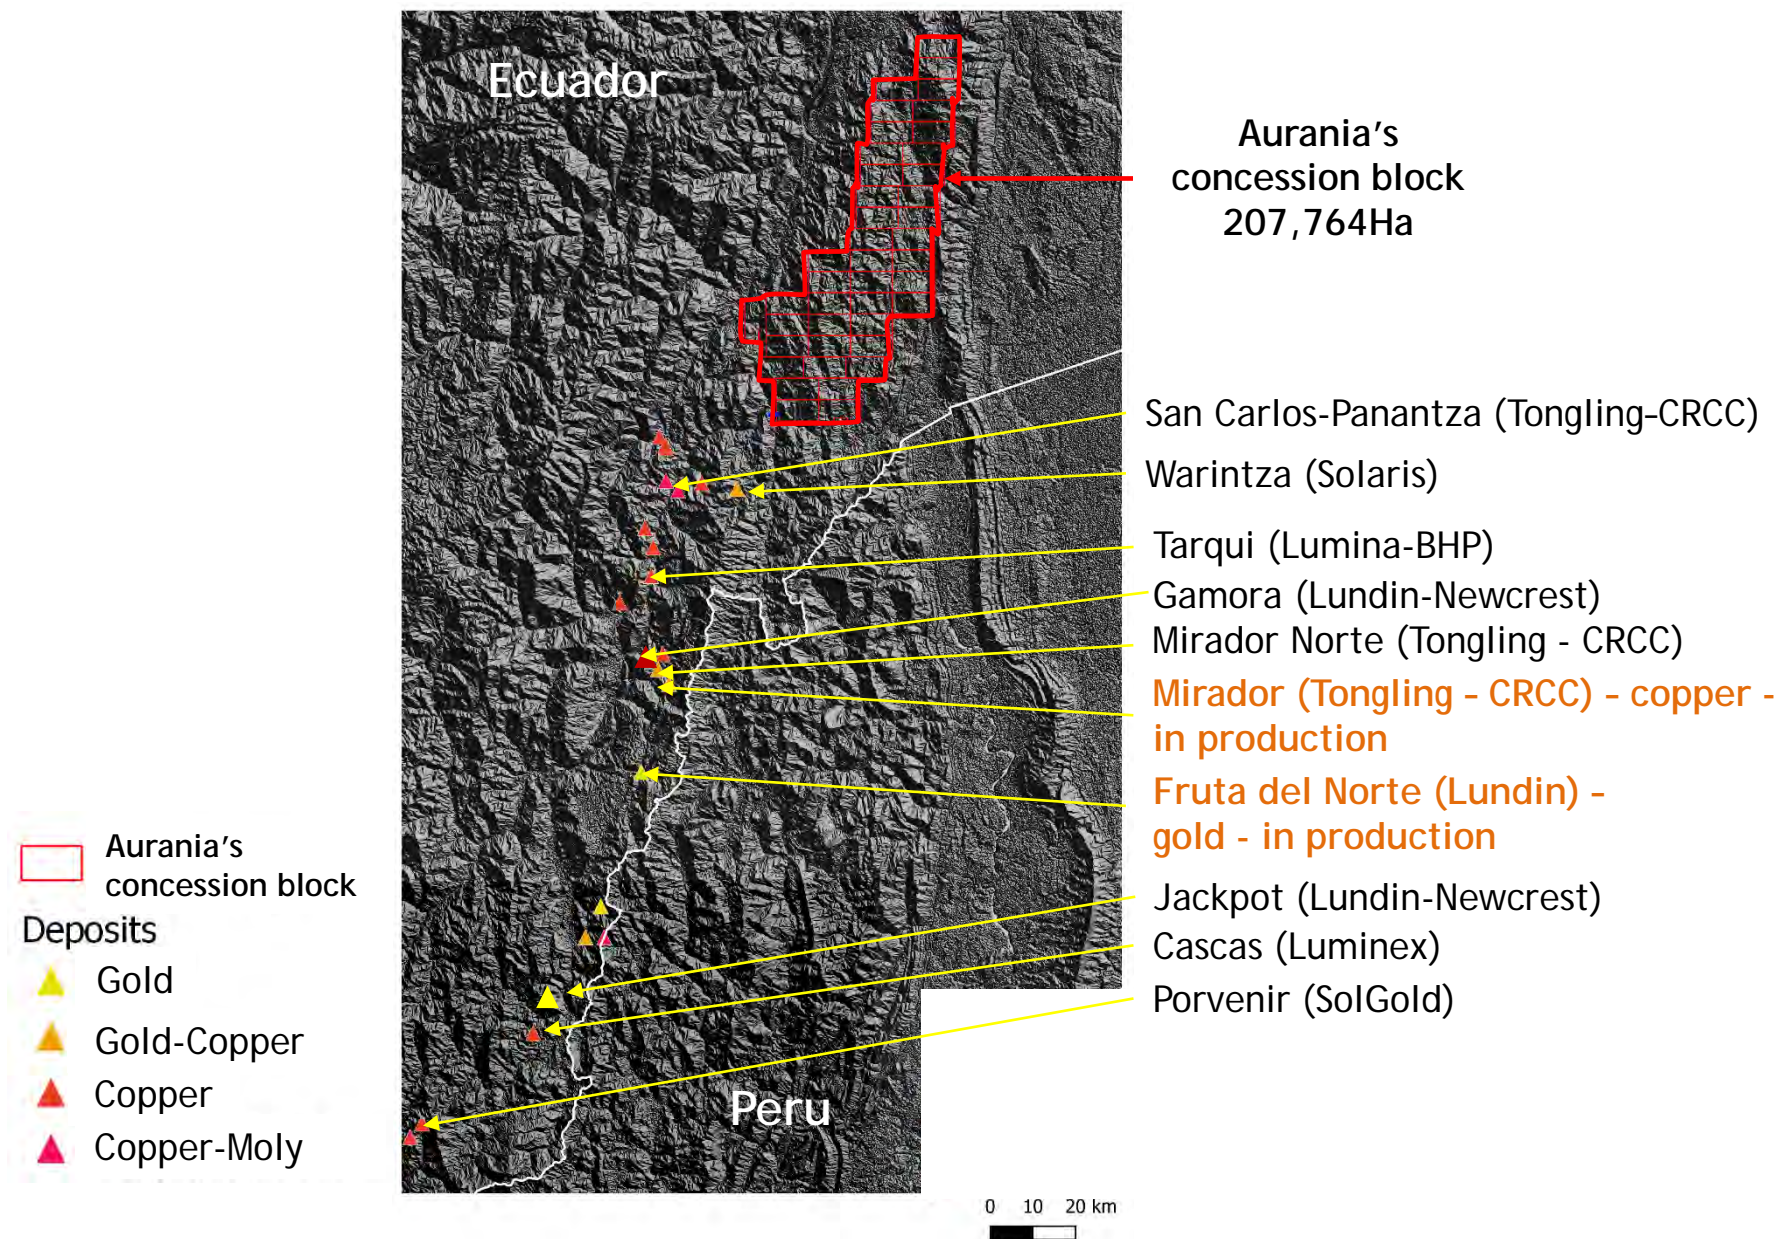 Ecuador
Aurania's
concession block
207,764Ha
San Carlos-Panantza (Tongling-CRCC)
Warintza (Solaris)
Tarqui (Lumina-BHP)
Gamora (Lundin-Newcrest)
Mirador Norte (Tongling - CRCC)
Mirador (Tongling - CRCC) - copper -
in production
Fruta del Norte (Lundin) -
gold - in production
Jackpot (Lundin-Newcrest)
Cascas (Luminex)
Porvenir (SolGold)
Peru
Aurania's
concession block
Deposits
Gold
Gold-Copper
Copper
Copper-Moly
0 10 20 km